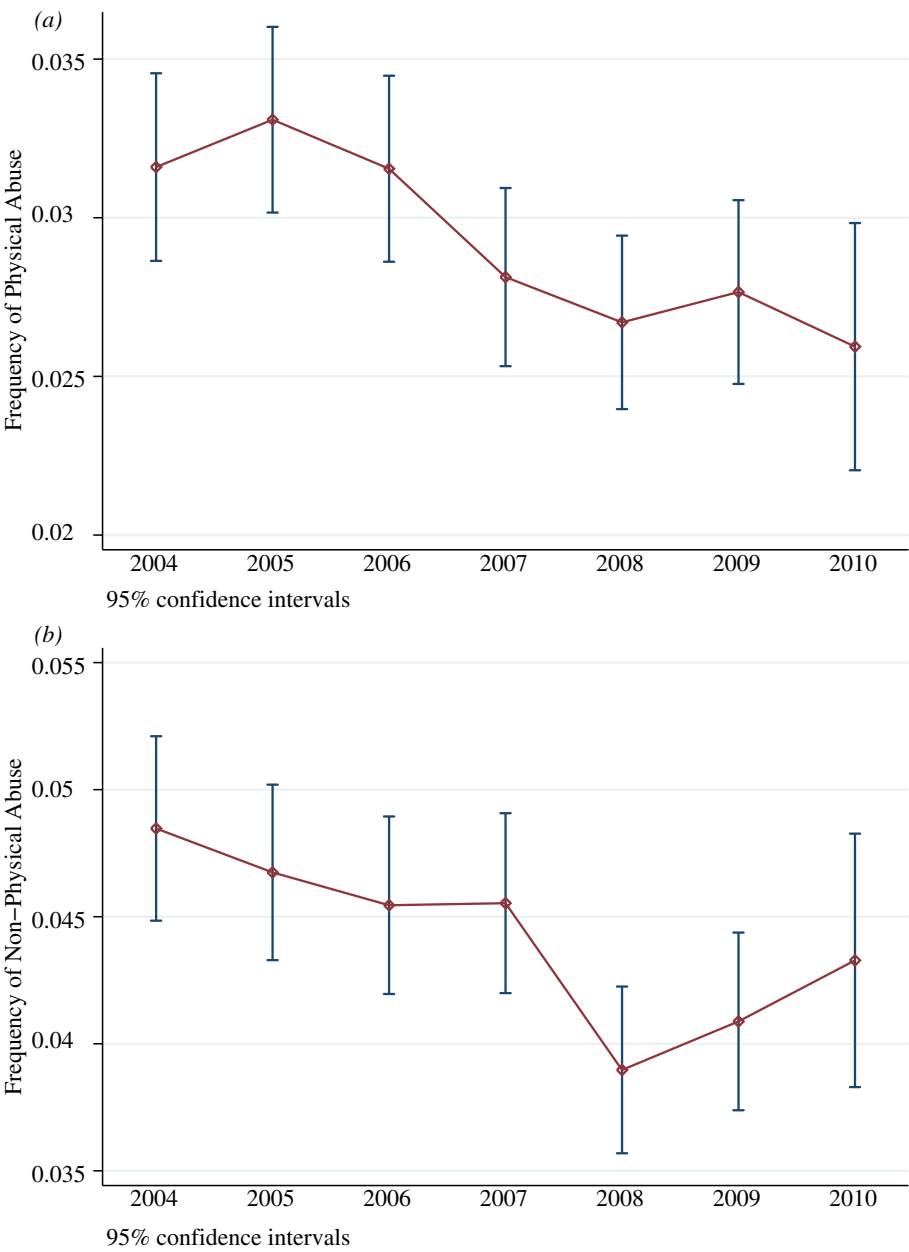 (a)
Frequency of Physical Abuse
0.035
0.03
0.025
0.02
2004 2005 2006 2007 2008 2009 2010
95% confidence intervals
(b)
Frequency of Non−Physical Abuse
0.055
0.05
0.045
0.04
0.035
2004 2005 2006 2007 2008 2009 2010
95% confidence intervals